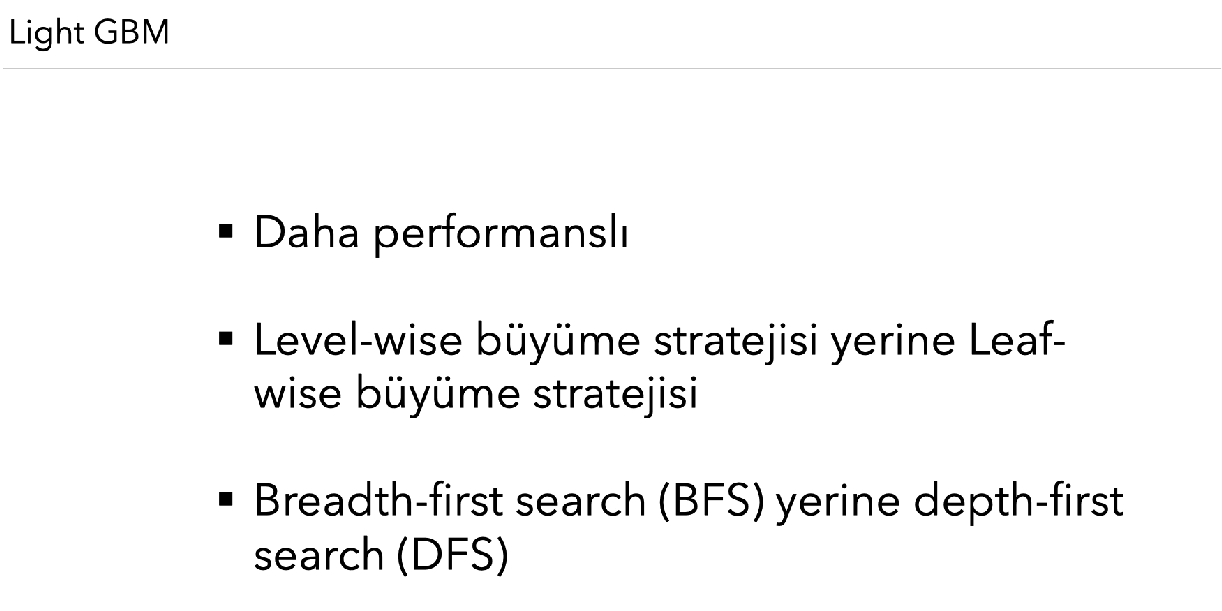 Light GBM
▪ Daha performanslı
▪ Level-wise büyüme stratejisi yerine Leaf-
wise büyüme stratejisi
▪ Breadth-first search (BFS) yerine depth-first
search (DFS)